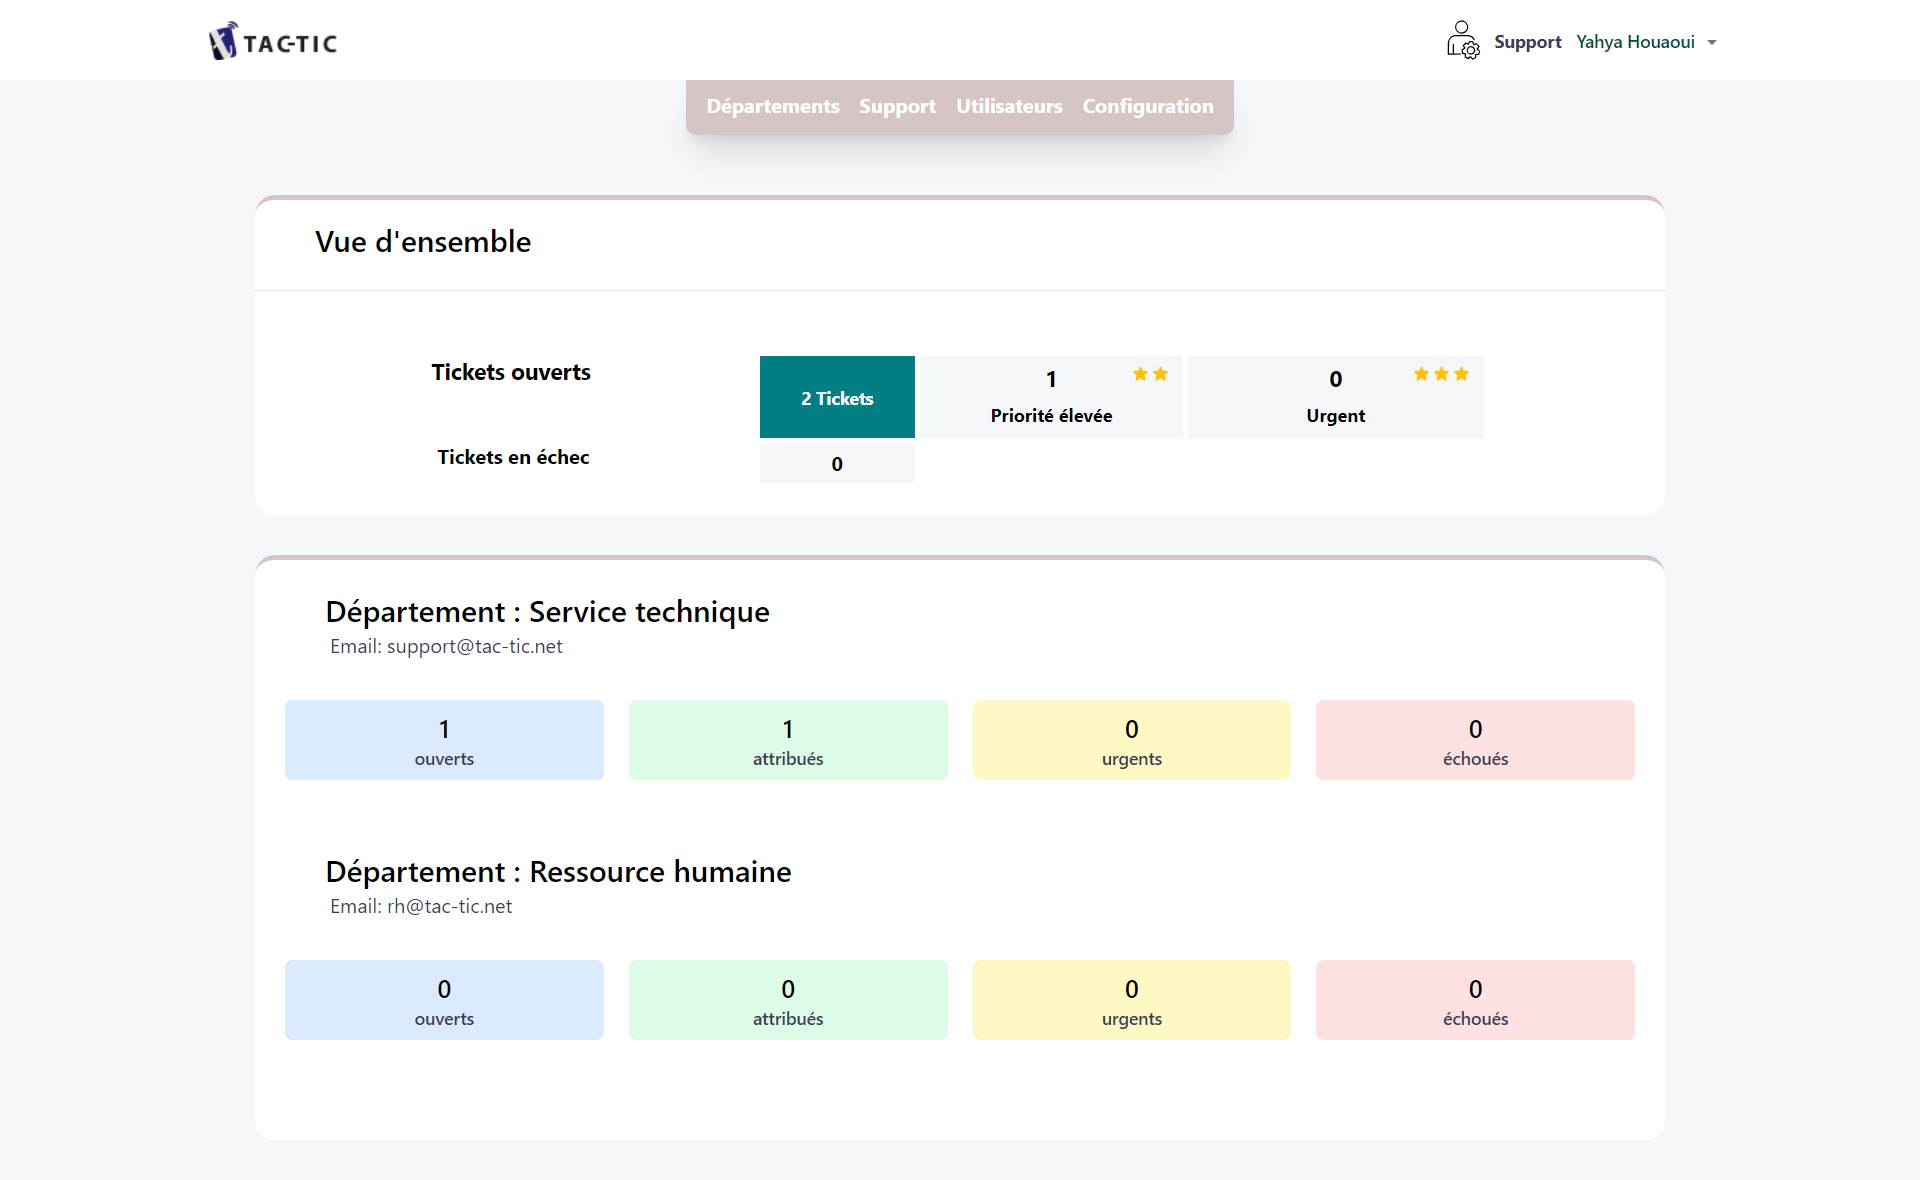 TAC-TIC
Support Yahya Houaoui
Départements Support Utilisateurs Configuration
Vue d'ensemble
Tickets ouverts
2 Tickets
1
Priorité élevée
0
Urgent
Tickets en échec
0
Département : Service technique
Email: support@tac-tic.net
1
ouverts
1
attribués
0
urgents
0
échoués
Département : Ressource humaine
Email: rh@tac-tic.net
0
ouverts
0
attribués
0
urgents
0
échoués